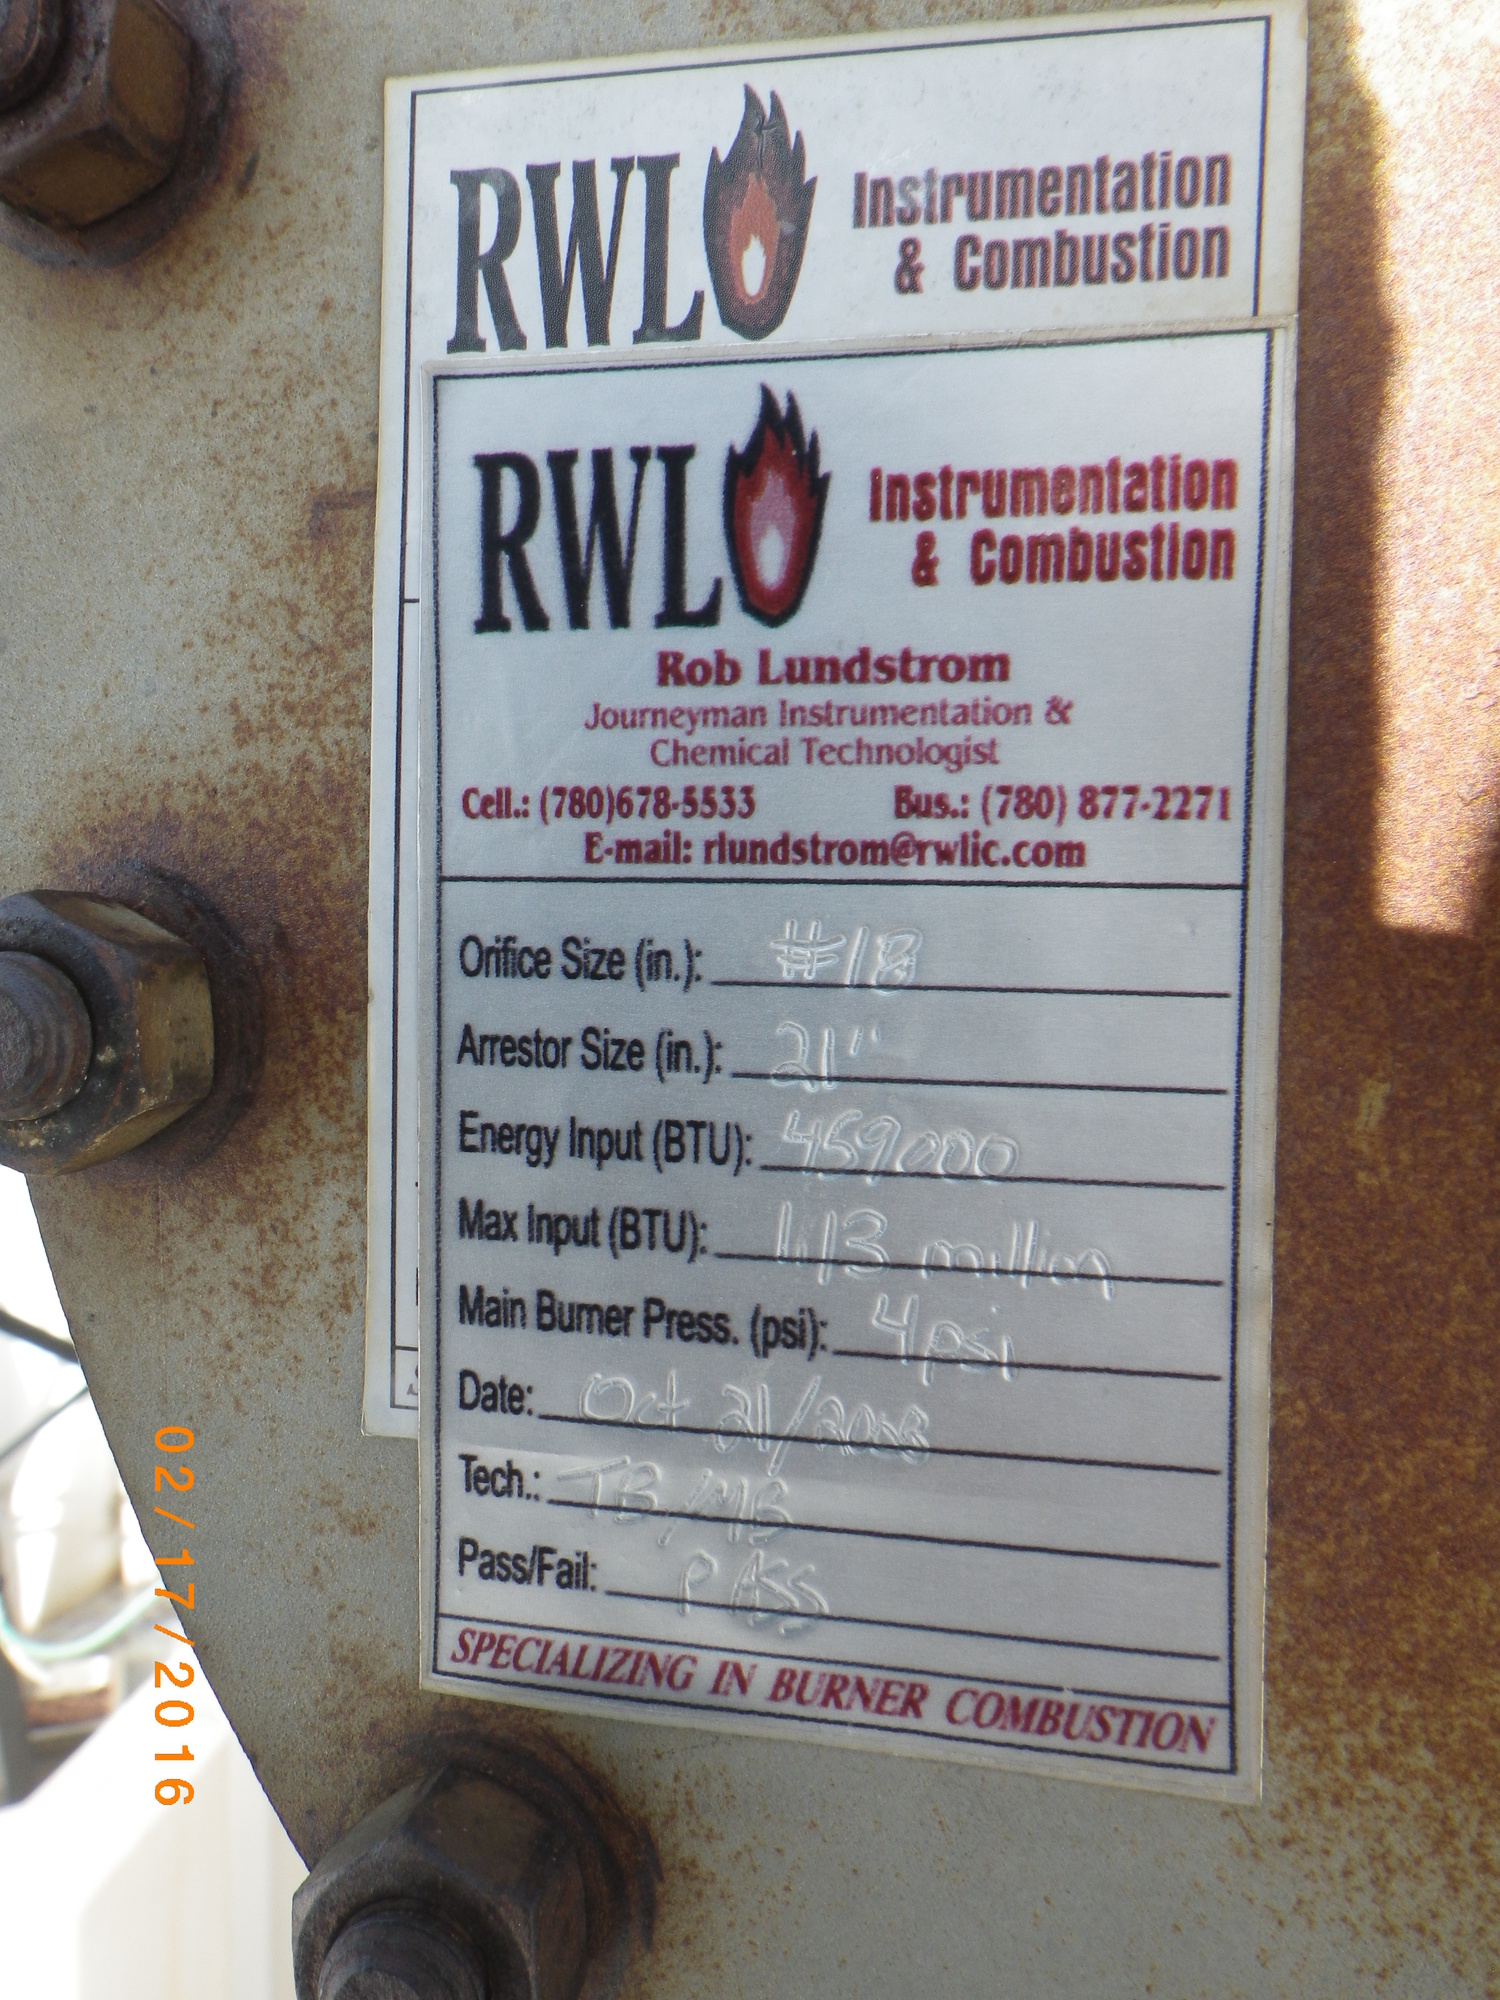 RWL Instrumentation
& Combustion
RWL Instrumentation
& Combustion
Rob Lundstrom
Journeyman Instrumentation &
Chemical Technologist
Cell.: (780)678-5533 Bus.: (780) 877-2271
E-mail: rlundstrom@rwlic.com
Orifice Size (in.): #18
Arrestor Size (in.): 21"
Energy Input (BTU): 459000
Max Input (BTU): 1.13 million
Main Burner Press. (psi): 4 psi
Date: Oct 21/2008
Tech.: TB/MB
Pass/Fail: PASS
SPECIALIZING IN BURNER COMBUSTION
02/17/2016